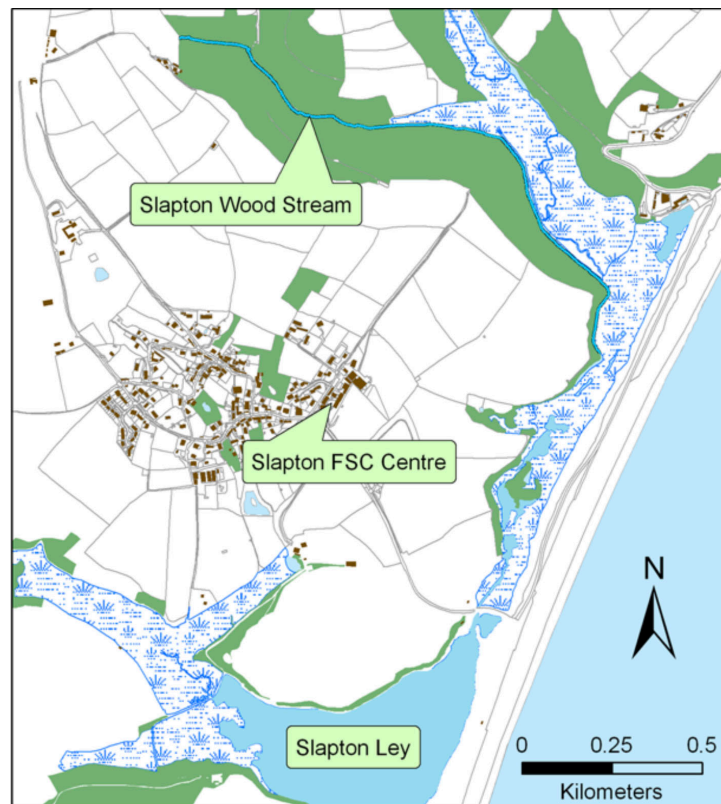 Slapton Wood Stream
Slapton FSC Centre
N
Slapton Ley
0 0.25 0.5
Kilometers